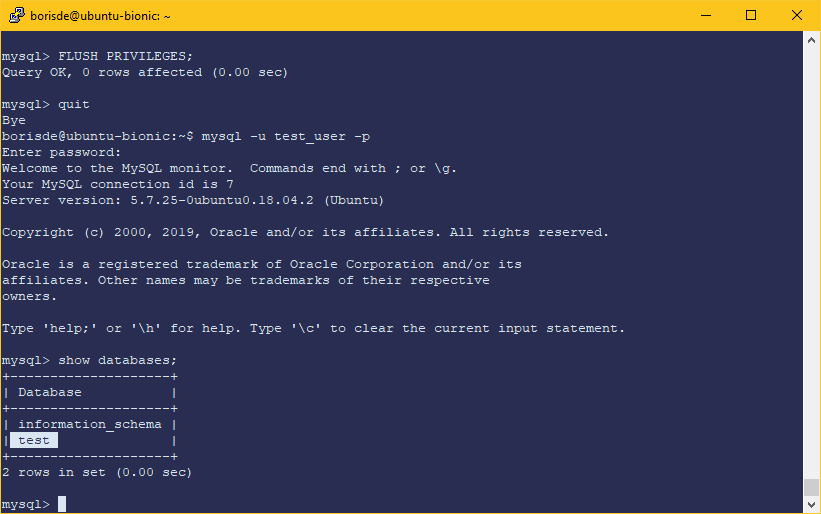 borisde@ubuntu-bionic: ~
mysql> FLUSH PRIVILEGES;
Query OK, 0 rows affected (0.00 sec)
mysql> quit
Bye
borisde@ubuntu-bionic:~$ mysql -u test_user -p
Enter password:
Welcome to the MySQL monitor.  Commands end with ; or \g.
Your MySQL connection id is 7
Server version: 5.7.25-0ubuntu0.18.04.2 (Ubuntu)
Copyright (c) 2000, 2019, Oracle and/or its affiliates. All rights reserved.
Oracle is a registered trademark of Oracle Corporation and/or its
affiliates. Other names may be trademarks of their respective
owners.
Type 'help;' or '\h' for help. Type '\c' to clear the current input statement.
mysql> show databases;
+--------------------+
| Database           |
+--------------------+
| information_schema |
| test               |
+--------------------+
2 rows in set (0.00 sec)
mysql>